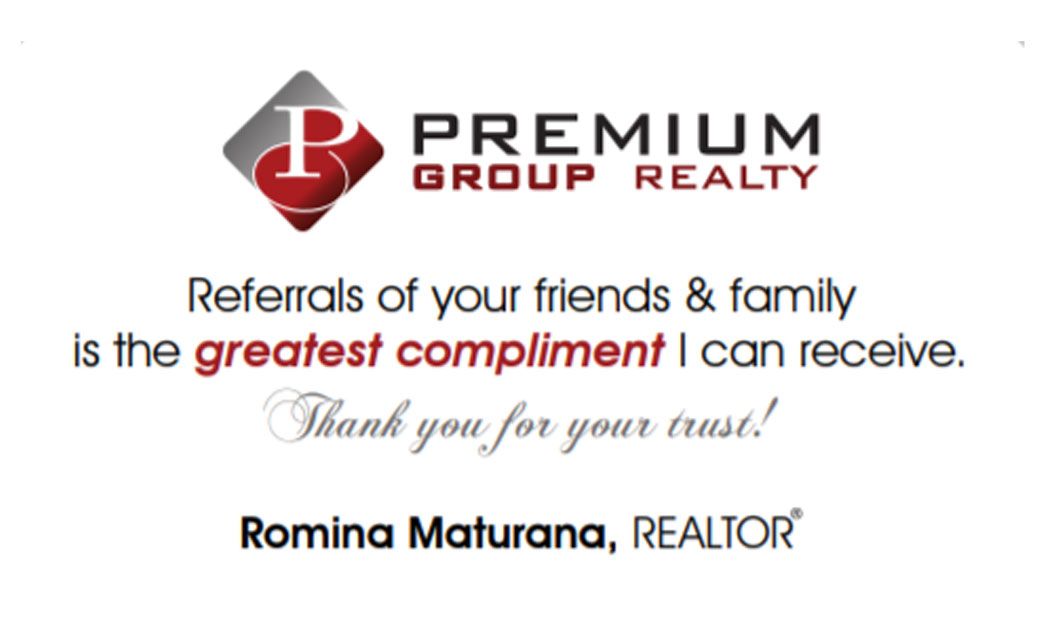 P
PREMIUM
GROUP REALTY
Referrals of your friends & family
is the greatest compliment I can receive.
Thank you for your trust!
Romina Maturana, REALTOR®